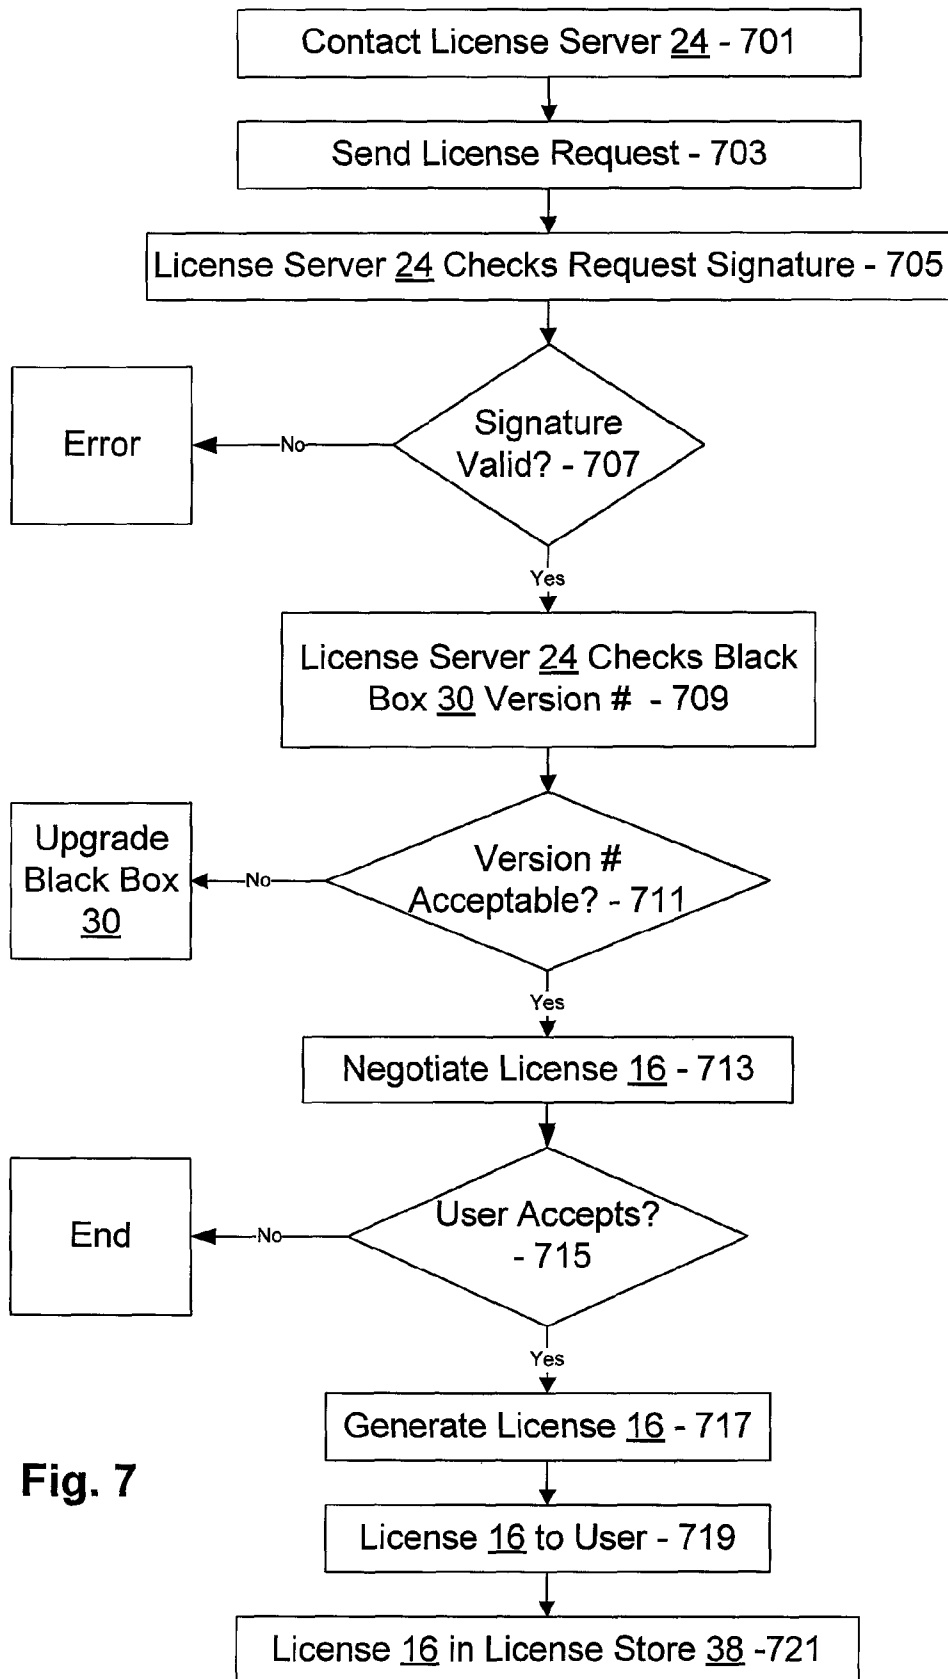 Contact License Server 24 - 701
Send License Request - 703
License Server 24 Checks Request Signature - 705
Signature
Valid? - 707
No
Error
Yes
License Server 24 Checks Black
Box 30 Version # - 709
Version #
Acceptable? - 711
No
Upgrade
Black Box
30
Yes
Negotiate License 16 - 713
User Accepts?
- 715
No
End
Yes
Generate License 16 - 717
License 16 to User - 719
License 16 in License Store 38 -721
Fig. 7